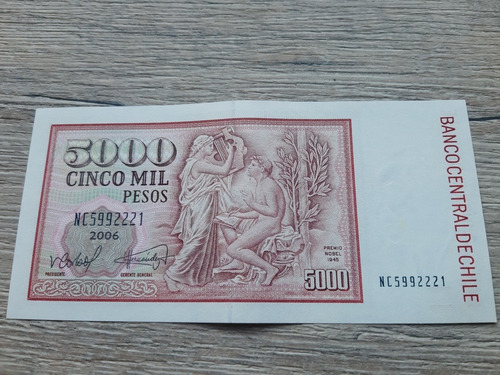 5000
CINCO MIL
PESOS
NC5992221
2006
PRESIDENTE
GERENTE GENERAL
PREMIO
NOBEL
1945
5000
NC5992221
BANCO CENTRAL DE CHILE